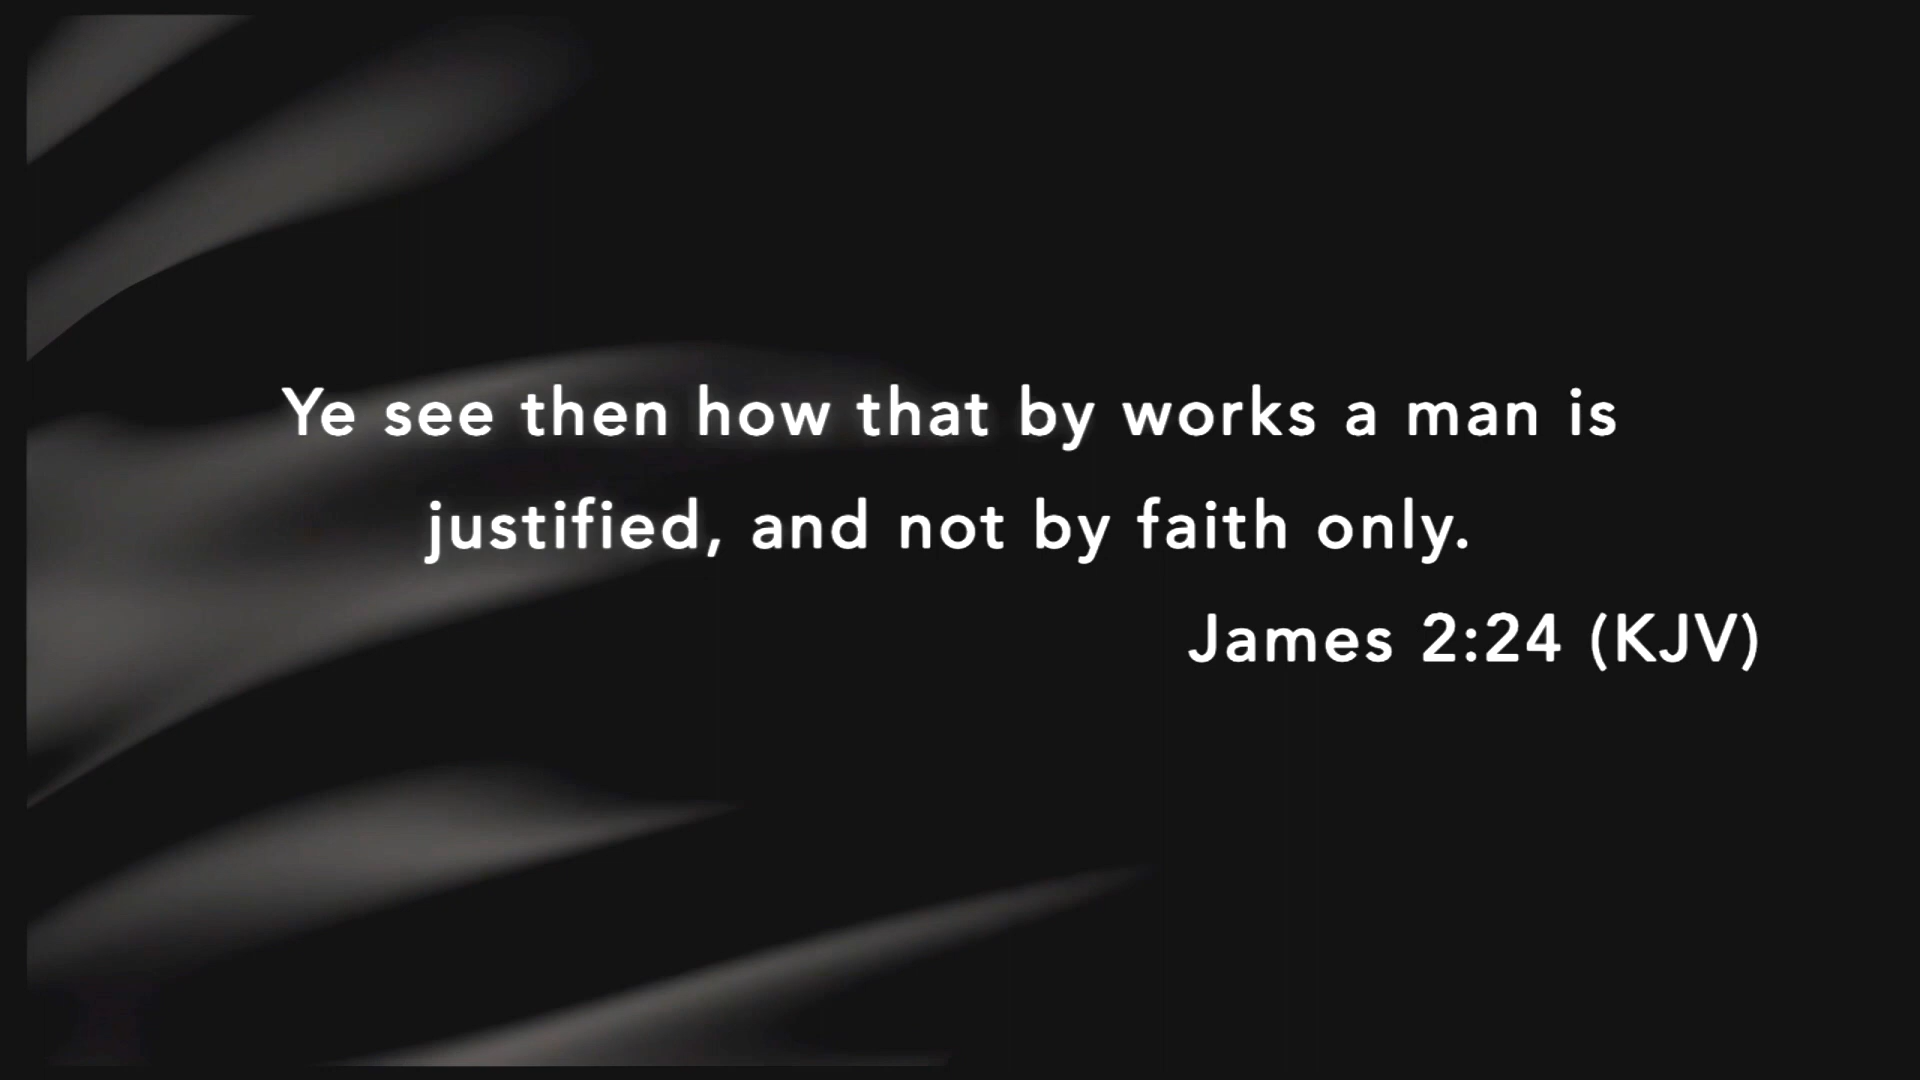 Ye see then how that by works a man is
justified, and not by faith only.
James 2:24 (KJV)